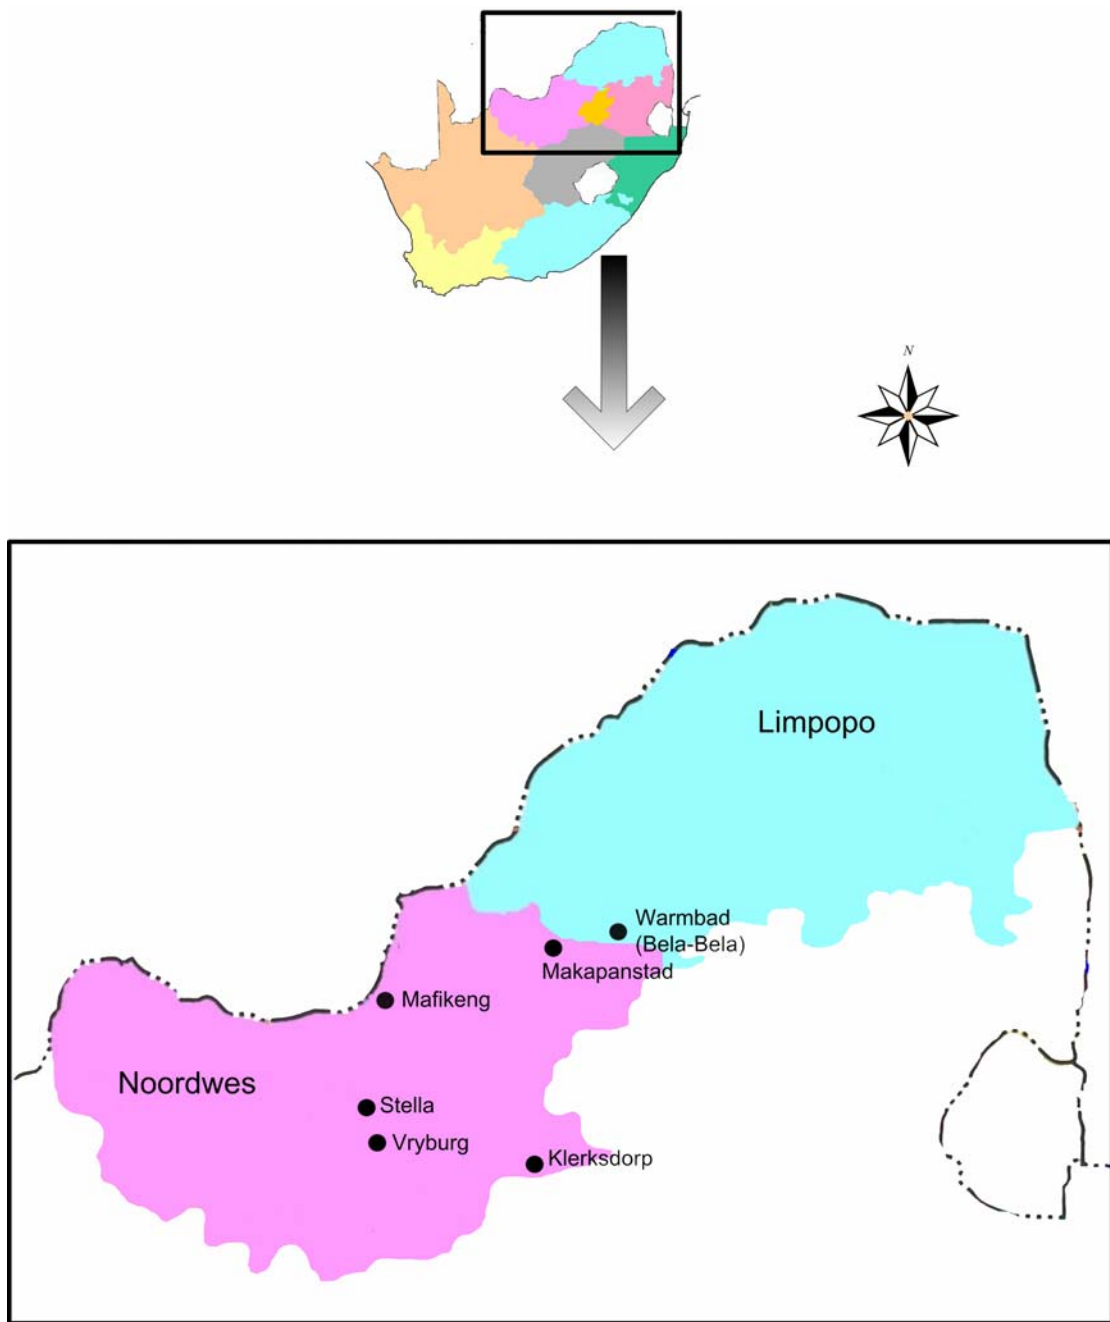 N
Limpopo
Warmbad
(Bela-Bela)
Makapanstad
Mafikeng
Noordwes
Stella
Vryburg
Klerksdorp